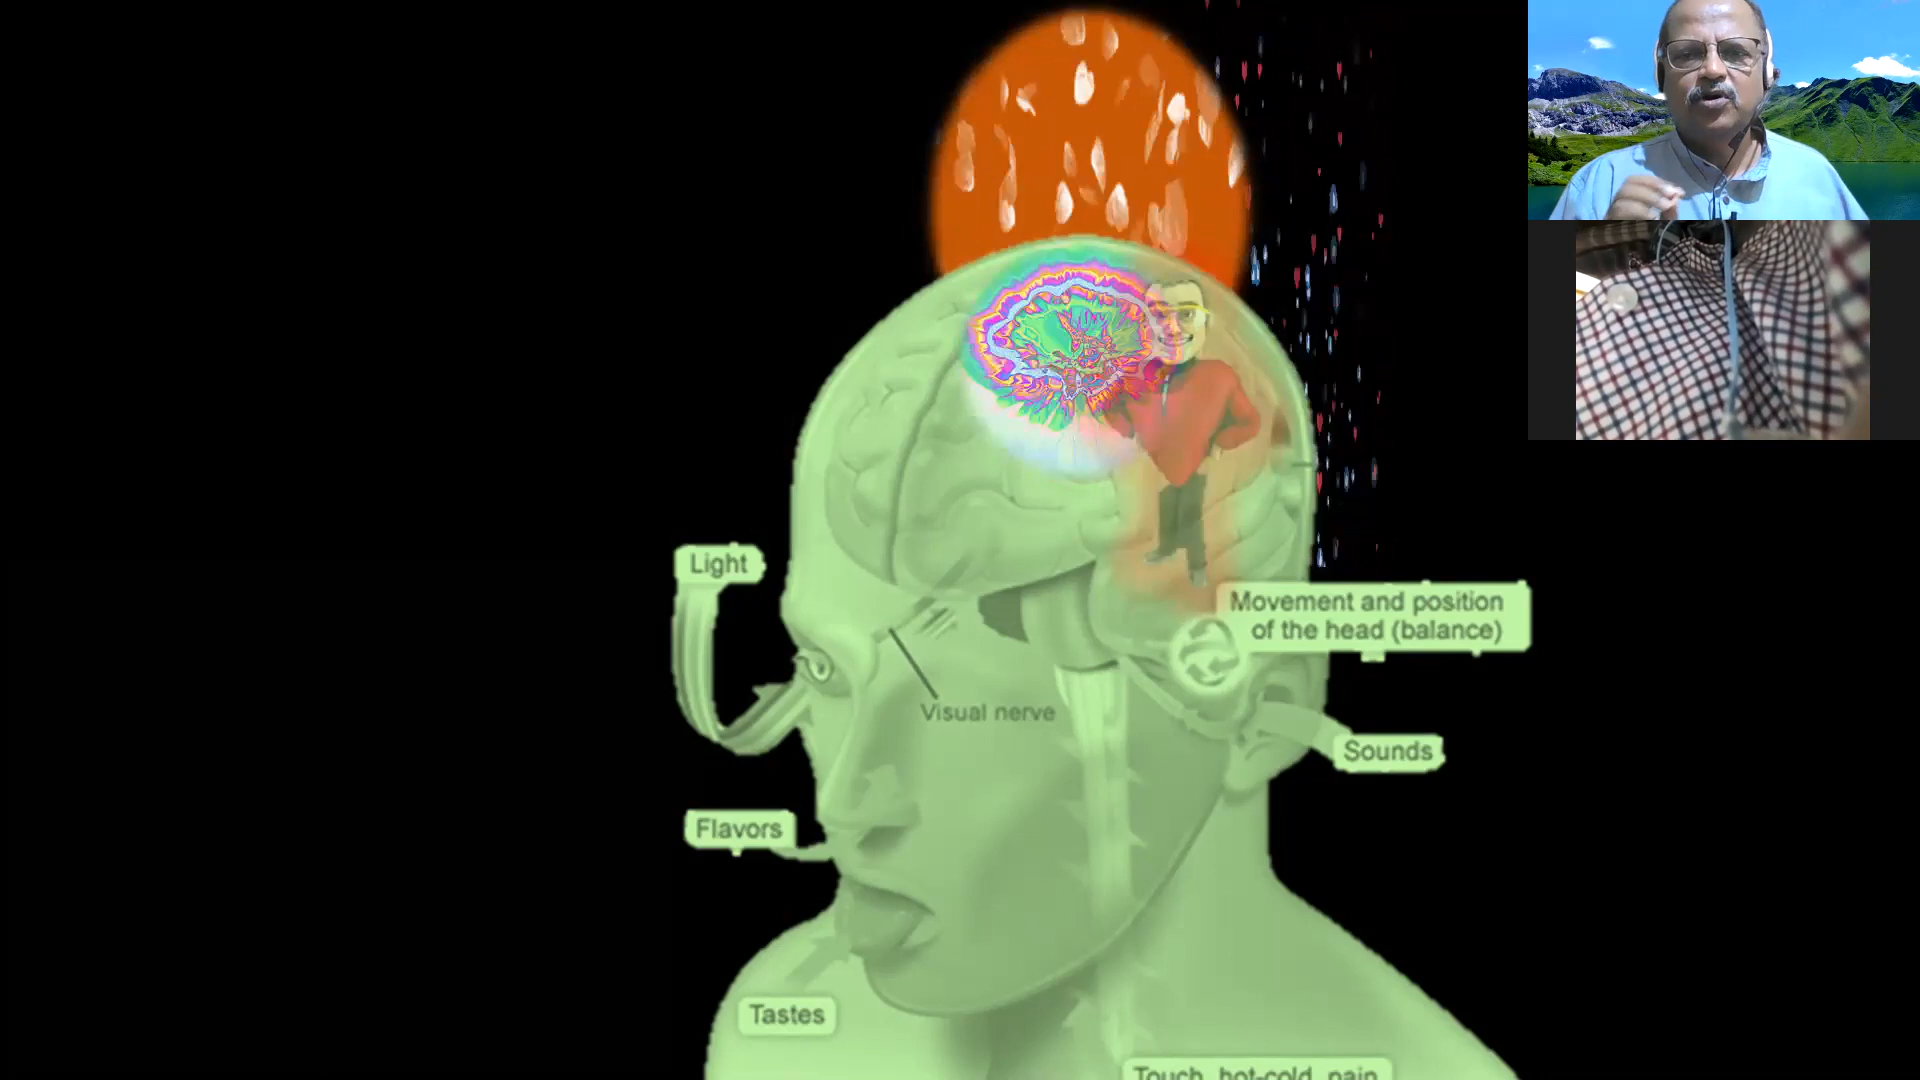 Light
Movement and position
of the head (balance)
Visual nerve
Sounds
Flavors
Tastes
Touch, hot-cold, pain